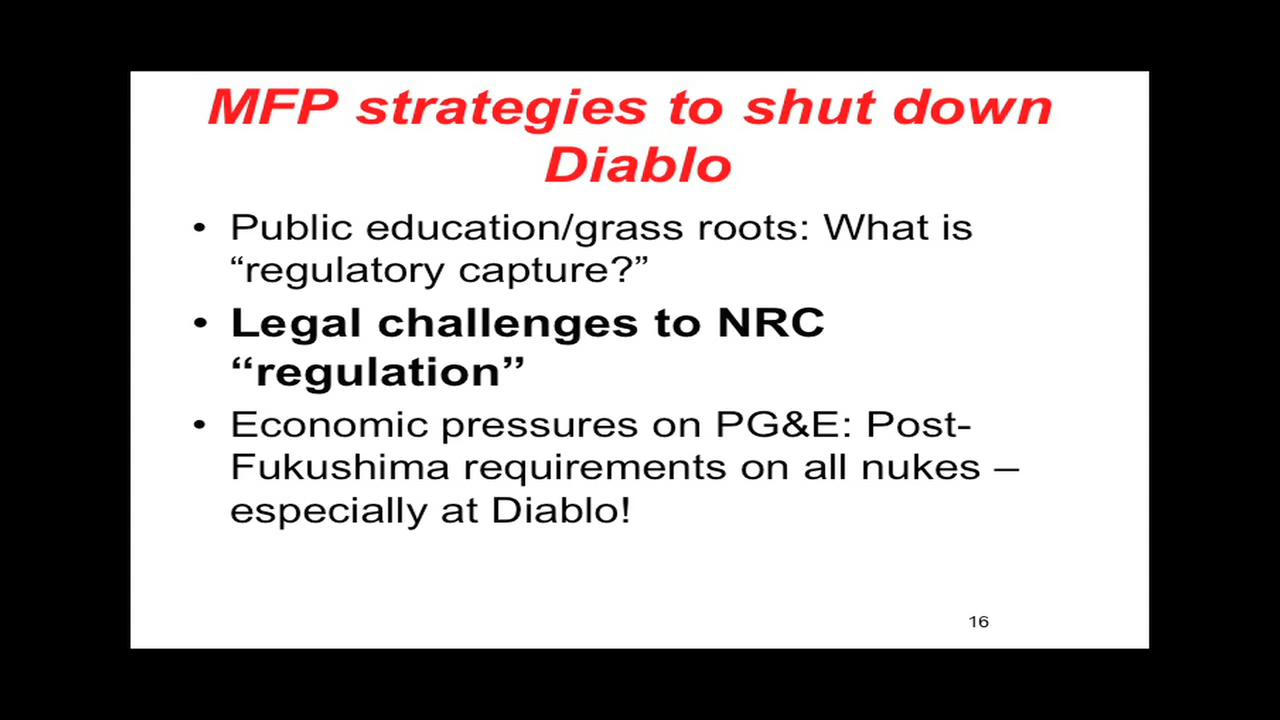 MFP strategies to shut down
Diablo
• Public education/grass roots: What is
“regulatory capture?”
• Legal challenges to NRC
“regulation”
• Economic pressures on PG&E: Post-
Fukushima requirements on all nukes –
especially at Diablo!
16